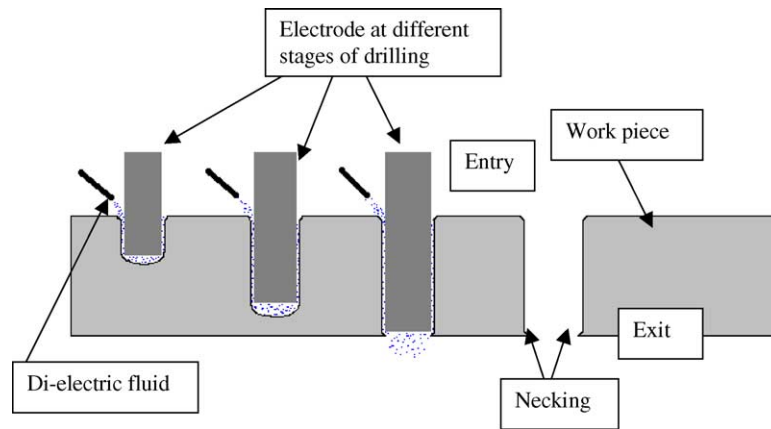 Electrode at different
stages of drilling
Entry
Work piece
Exit
Di-electric fluid
Necking